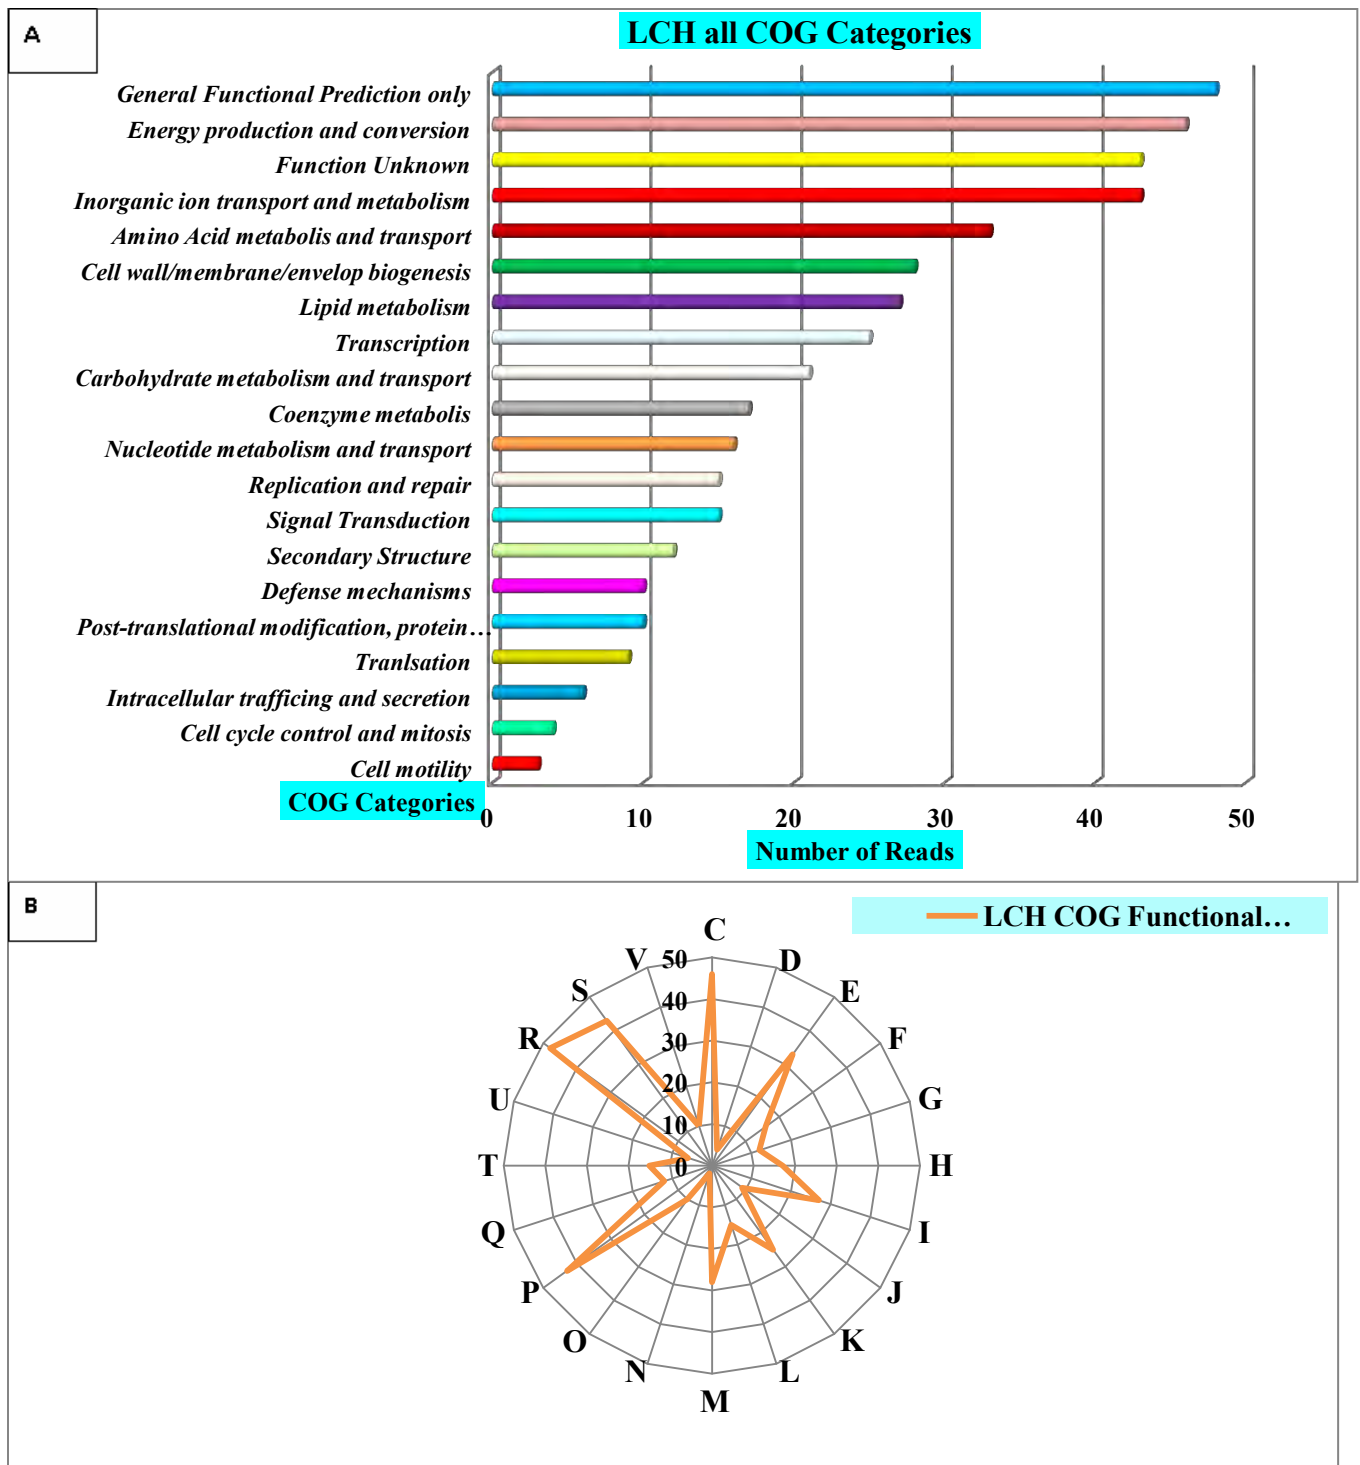 A
LCH all COG Categories
General Functional Prediction only
Energy production and conversion
Function Unknown
Inorganic ion transport and metabolism
Amino Acid metabolis and transport
Cell wall/membrane/envelop biogenesis
Lipid metabolism
Transcription
Carbohydrate metabolism and transport
Coenzyme metabolis
Nucleotide metabolism and transport
Replication and repair
Signal Transduction
Secondary Structure
Defense mechanisms
Post-translational modification, protein…
Tranlsation
Intracellular trafficing and secretion
Cell cycle control and mitosis
Cell motility
COG Categories
0 10 20 30 40 50
Number of Reads
B
LCH COG Functional…
C
D
E
F
G
H
I
J
K
L
M
N
O
P
Q
T
U
R
S
V
50
40
30
20
10
0